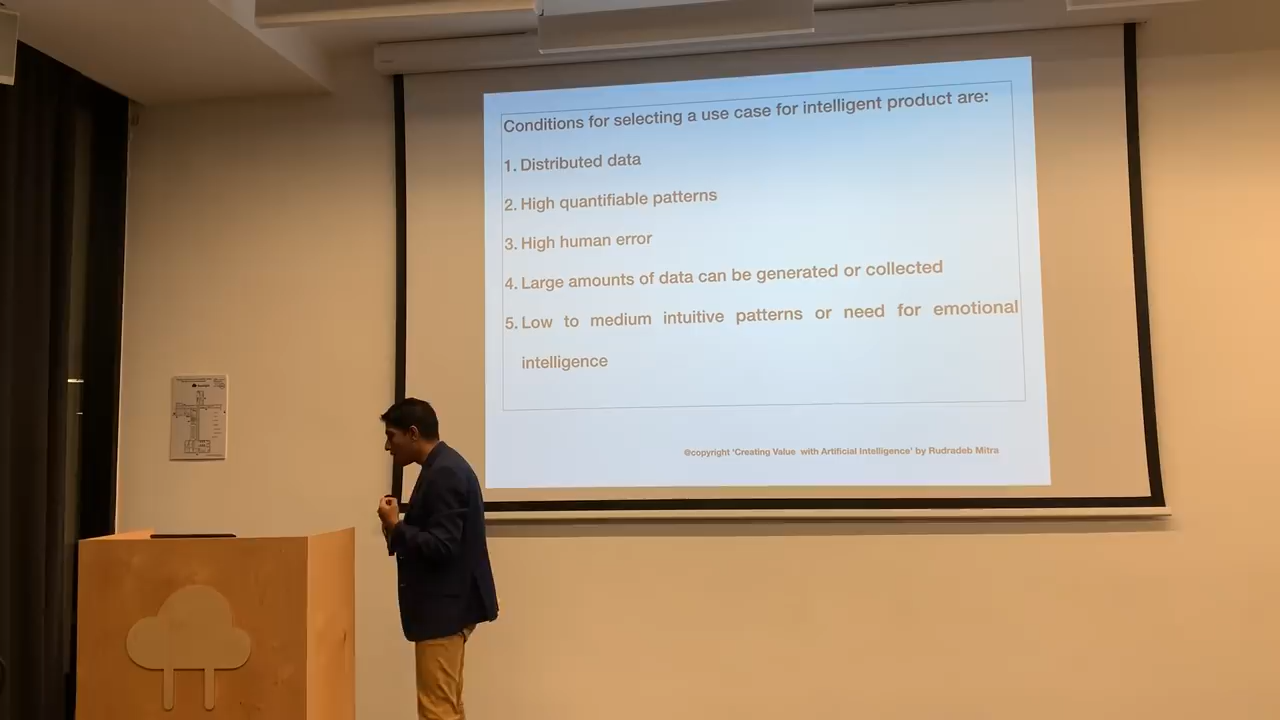 Conditions for selecting a use case for intelligent product are:
1. Distributed data
2. High quantifiable patterns
3. High human error
4. Large amounts of data can be generated or collected
5. Low to medium intuitive patterns or need for emotional
intelligence
©copyright 'Creating Value with Artificial Intelligence' by Rudradeb Mitra